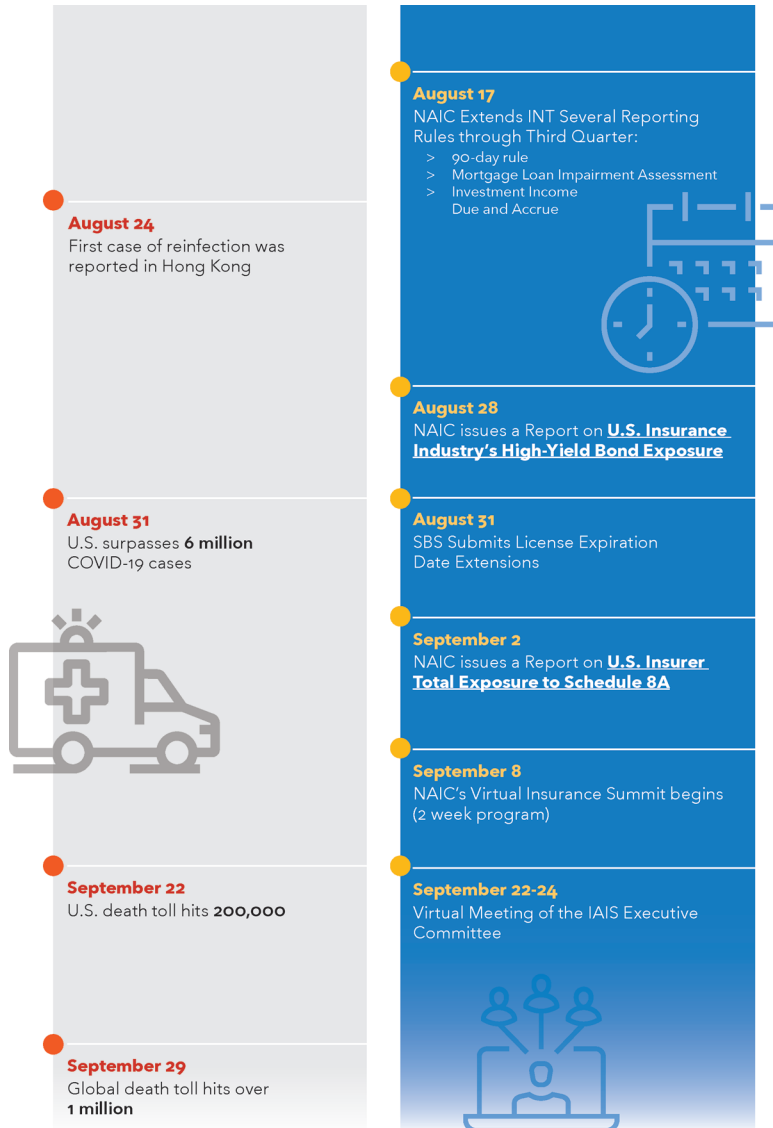 August 24
First case of reinfection was
reported in Hong Kong
August 31
U.S. surpasses 6 million
COVID-19 cases
September 22
U.S. death toll hits 200,000
September 29
Global death toll hits over
1 million
August 17
NAIC Extends INT Several Reporting
Rules through Third Quarter:
> 90-day rule
> Mortgage Loan Impairment Assessment
> Investment Income
Due and Accrue
August 28
NAIC issues a Report on U.S. Insurance
Industry's High-Yield Bond Exposure
August 31
SBS Submits License Expiration
Date Extensions
September 2
NAIC issues a Report on U.S. Insurer
Total Exposure to Schedule 8A
September 8
NAIC's Virtual Insurance Summit begins
(2 week program)
September 22-24
Virtual Meeting of the IAIS Executive
Committee